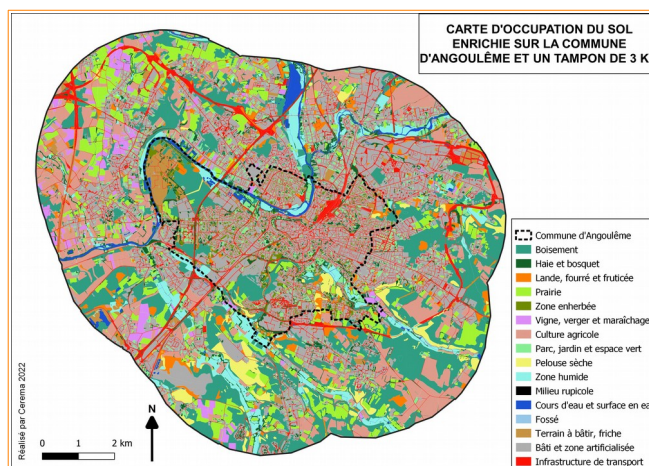 CARTE D'OCCUPATION DU SOL
ENRICHIE SUR LA COMMUNE
D'ANGOULÊME ET UN TAMPON DE 3 K
Commune d'Angoulême
Boisement
Haie et bosquet
Lande, fourré et fruticée
Prairie
Zone enherbée
Vigne, verger et maraîchage
Culture agricole
Parc, jardin et espace vert
Pelouse sèche
Zone humide
Milieu rupicole
Cours d'eau et surface en ea
Fossé
Terrain à bâtir, friche
Bâti et zone artificialisée
Infrastructure de transport
Réalisé par Cerema 2022
N
0 1 2 km